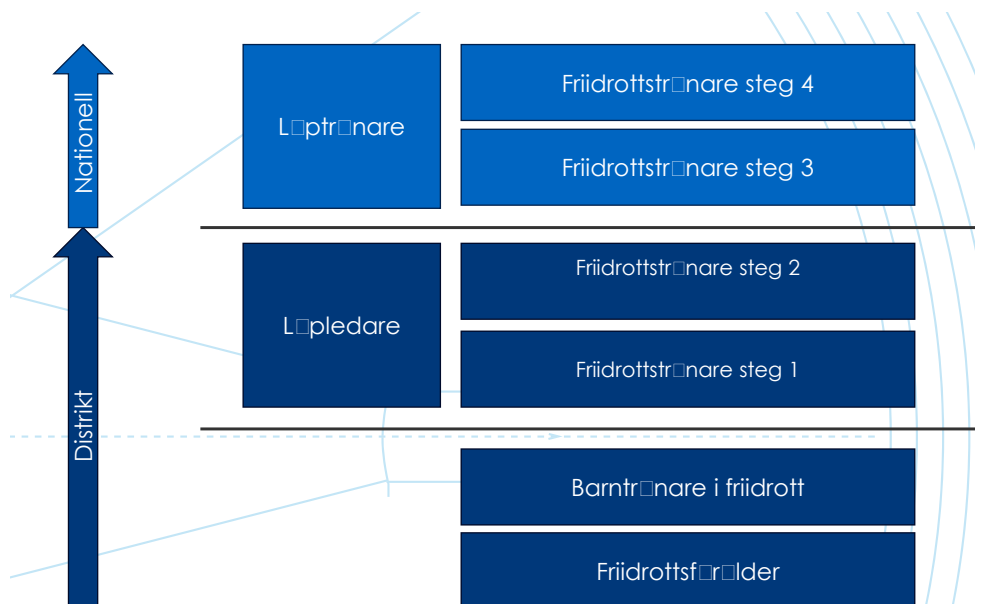 Nationell
L□ptr□nare
Friidrottstr□nare steg 4
Friidrottstr□nare steg 3
Distrikt
L□pledare
Friidrottstr□nare steg 2
Friidrottstr□nare steg 1
Barntr□nare i friidrott
Friidrottsf□r□lder